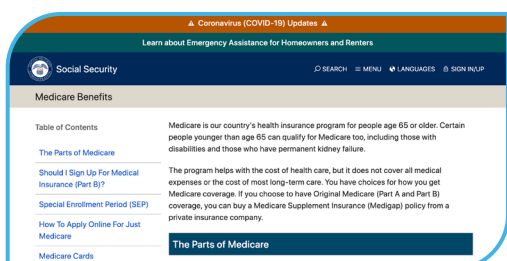 ⚠ Coronavirus (COVID-19) Updates ⚠
Learn about Emergency Assistance for Homeowners and Renters
Social Security
SEARCH
MENU
LANGUAGES
SIGN IN/UP
Medicare Benefits
Table of Contents
The Parts of Medicare
Should I Sign Up For Medical
Insurance (Part B)?
Special Enrollment Period (SEP)
How To Apply Online For Just
Medicare
Medicare Cards
Medicare is our country's health insurance program for people age 65 or older. Certain
people younger than age 65 can qualify for Medicare too, including those with
disabilities and those who have permanent kidney failure.
The program helps with the cost of health care, but it does not cover all medical
expenses or the cost of most long-term care. You have choices for how you get
Medicare coverage. If you choose to have Original Medicare (Part A and Part B)
coverage, you can buy a Medicare Supplement Insurance (Medigap) policy from a
private insurance company.
The Parts of Medicare